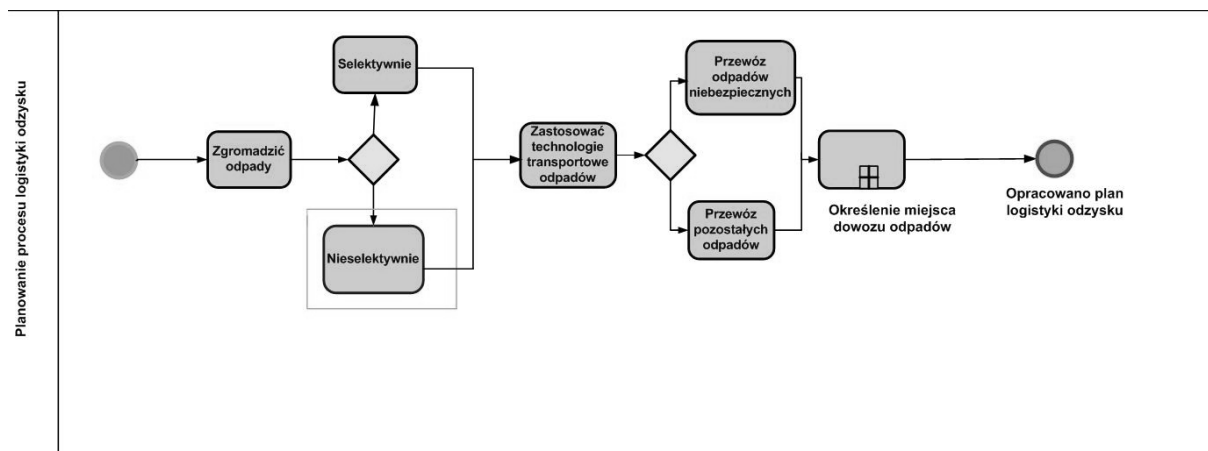 Planowanie procesu logistyki odzysku
Zgromadzić
odpady
Selektywnie
Nieselektywnie
Zastosować
technologie
transportowe
odpadów
Przewóz
odpadów
niebezpiecznych
Przewóz
pozostałych
odpadów
Określenie miejsca
dowozu odpadów
Opracowano plan
logistyki odzysku